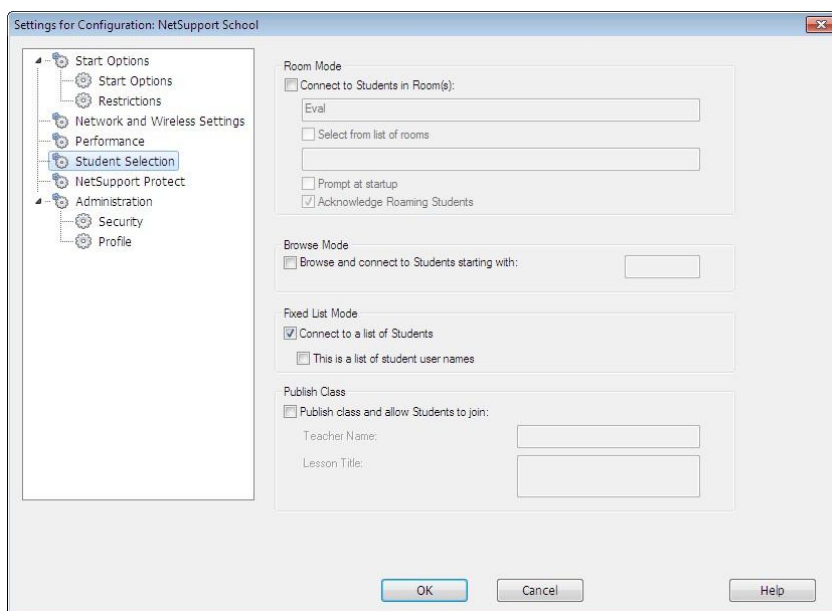 Settings for Configuration: NetSupport School
Start Options
Start Options
Restrictions
Network and Wireless Settings
Performance
Student Selection
NetSupport Protect
Administration
Security
Profile
Room Mode
Connect to Students in Room(s):
Eval
Select from list of rooms
Prompt at startup
Acknowledge Roaming Students
Browse Mode
Browse and connect to Students starting with:
Fixed List Mode
Connect to a list of Students
This is a list of student user names
Publish Class
Publish class and allow Students to join:
Teacher Name:
Lesson Title:
OK Cancel Help